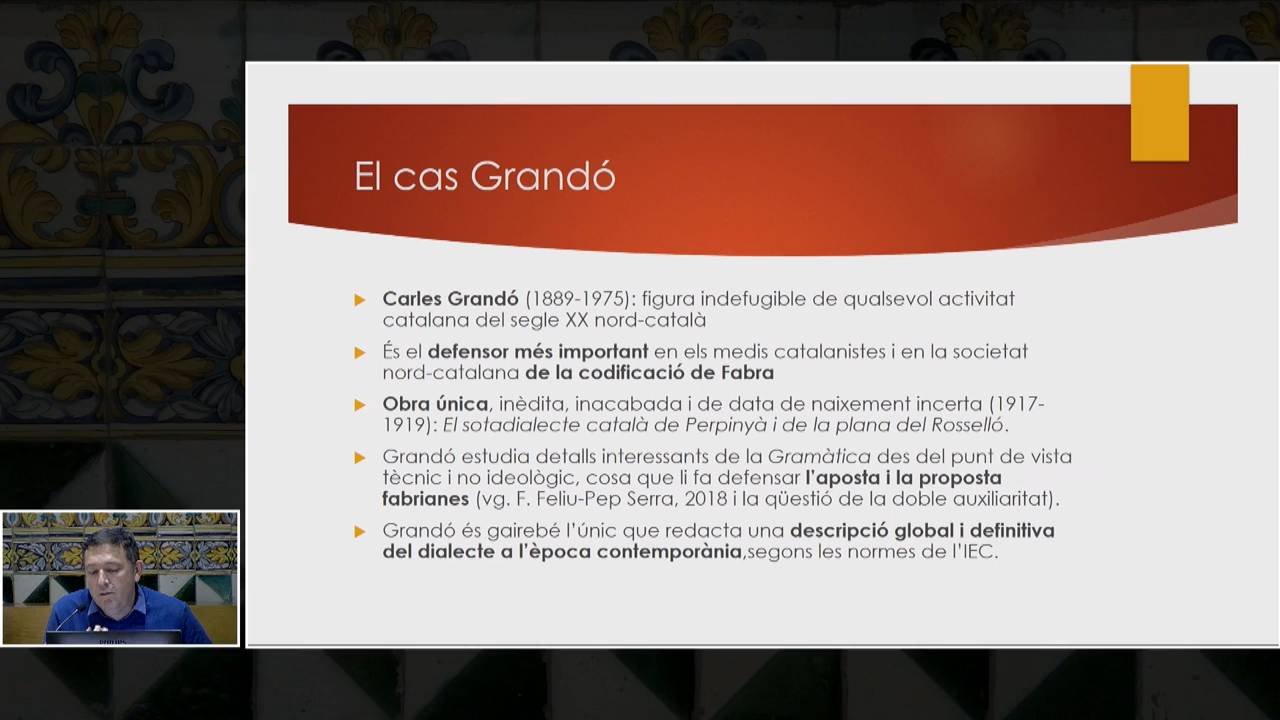 El cas Grandó
Carles Grandó (1889-1975): figura indefugible de qualsevol activitat
catalana del segle XX nord-català
És el defensor més important en els medis catalanistes i en la societat
nord-catalana de la codificació de Fabra
Obra única, inèdita, inacabada i de data de naixement incerta (1917-
1919): El sotadialecte català de Perpinyà i de la plana del Rosselló.
Grandó estudia detalls interessants de la Gramàtica des del punt de vista
tècnic i no ideològic, cosa que li fa defensar l'aposta i la proposta
fabrianes (vg. F. Feliu-Pep Serra, 2018 i la qüestió de la doble auxiliaritat).
Grandó és gairebé l'únic que redacta una descripció global i definitiva
del dialecte a l'època contemporània,segons les normes de l'IEC.